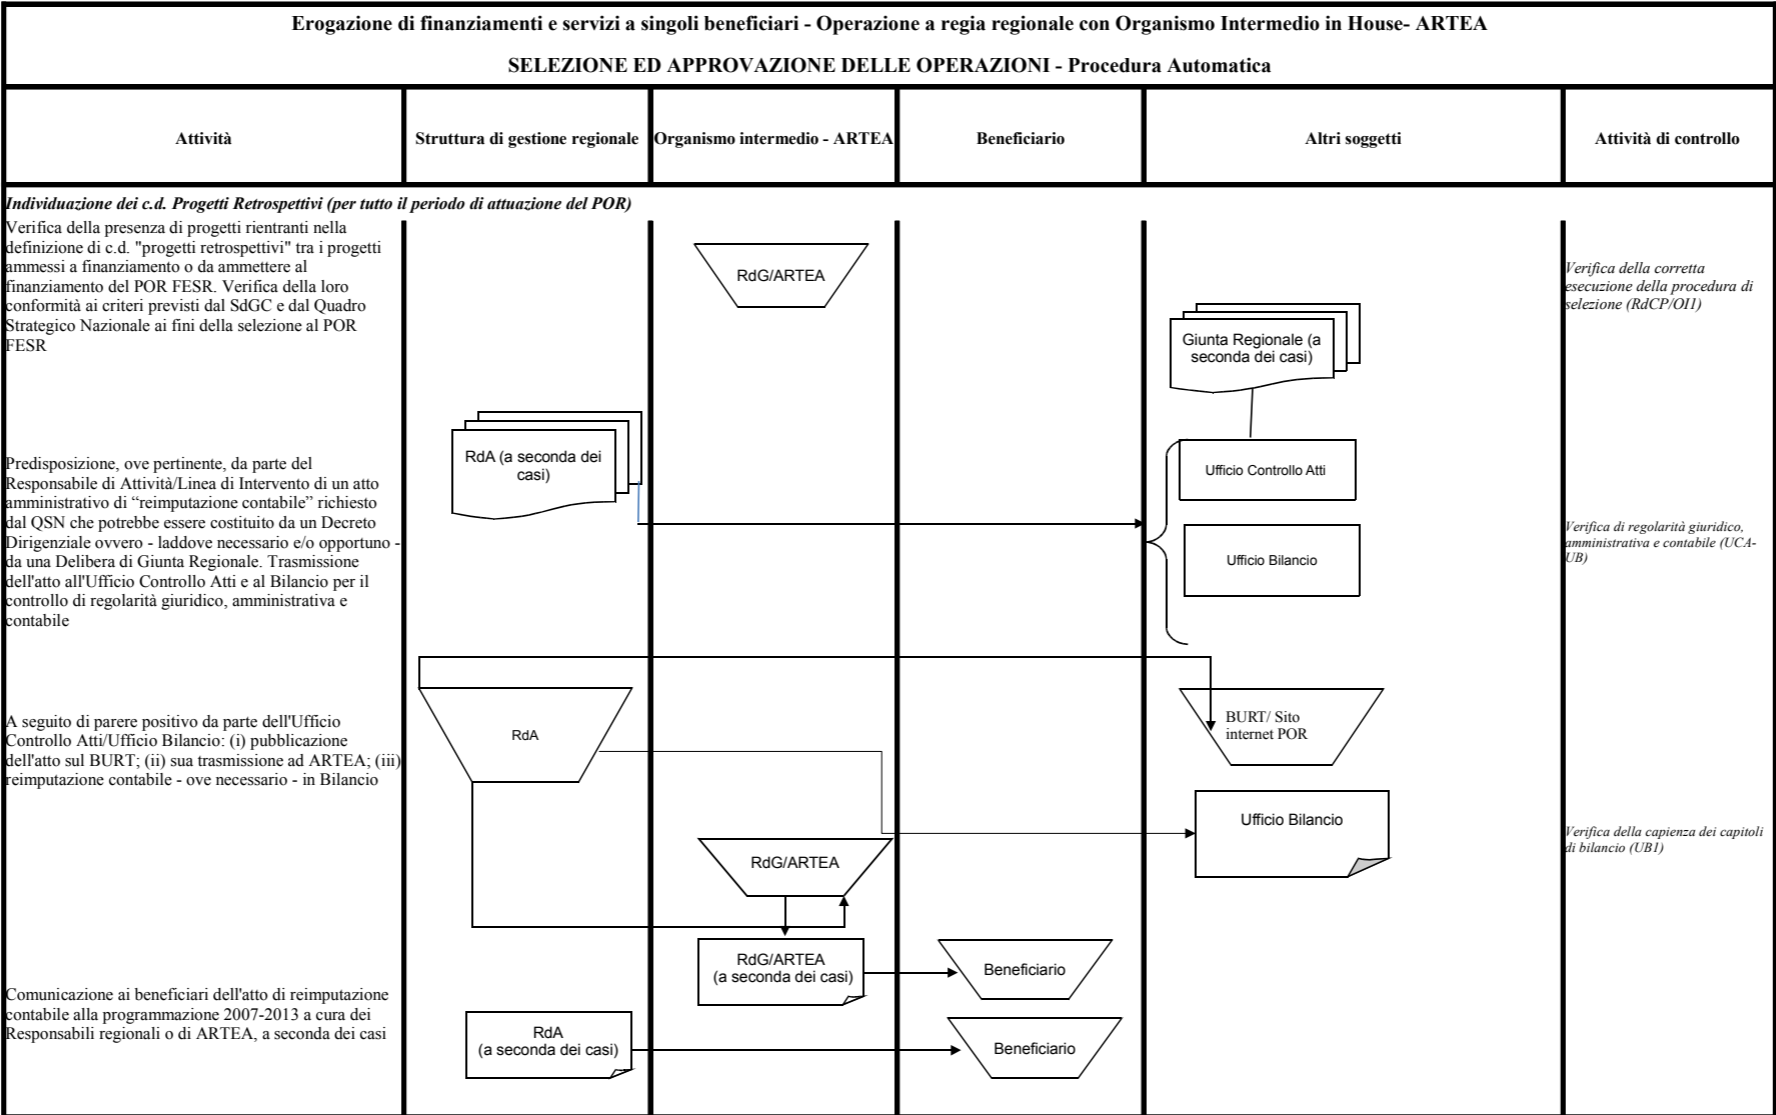 Erogazione di finanziamenti e servizi a singoli beneficiari - Operazione a regia regionale con Organismo Intermedio in House- ARTEA
SELEZIONE ED APPROVAZIONE DELLE OPERAZIONI - Procedura Automatica
Attività
Struttura di gestione regionale
Organismo intermedio - ARTEA
Beneficiario
Altri soggetti
Attività di controllo
Individuazione dei c.d. Progetti Retrospettivi (per tutto il periodo di attuazione del POR)
Verifica della presenza di progetti rientranti nella
definizione di c.d. "progetti retrospettivi" tra i progetti
ammessi a finanziamento o da ammettere al
finanziamento del POR FESR. Verifica della loro
conformità ai criteri previsti dal SdGC e dal Quadro
Strategico Nazionale ai fini della selezione al POR
FESR
RdG/ARTEA
Giunta Regionale (a
seconda dei casi)
Verifica della corretta
esecuzione della procedura di
selezione (RdCP/OI1)
Predisposizione, ove pertinente, da parte del
Responsabile di Attività/Linea di Intervento di un atto
amministrativo di “reimputazione contabile” richiesto
dal QSN che potrebbe essere costituito da un Decreto
Dirigenziale ovvero - laddove necessario e/o opportuno -
da una Delibera di Giunta Regionale. Trasmissione
dell'atto all'Ufficio Controllo Atti e al Bilancio per il
controllo di regolarità giuridico, amministrativa e
contabile
RdA (a seconda dei
casi)
Ufficio Controllo Atti
Ufficio Bilancio
Verifica di regolarità giuridico,
amministrativa e contabile (UCA-
UB)
A seguito di parere positivo da parte dell'Ufficio
Controllo Atti/Ufficio Bilancio: (i) pubblicazione
dell'atto sul BURT; (ii) sua trasmissione ad ARTEA; (iii)
reimputazione contabile - ove necessario - in Bilancio
RdA
BURT/ Sito
internet POR
Ufficio Bilancio
RdG/ARTEA
Verifica della capienza dei capitoli
di bilancio (UB1)
Comunicazione ai beneficiari dell'atto di reimputazione
contabile alla programmazione 2007-2013 a cura dei
Responsabili regionali o di ARTEA, a seconda dei casi
RdG/ARTEA
(a seconda dei casi)
Beneficiario
RdA
(a seconda dei casi)
Beneficiario